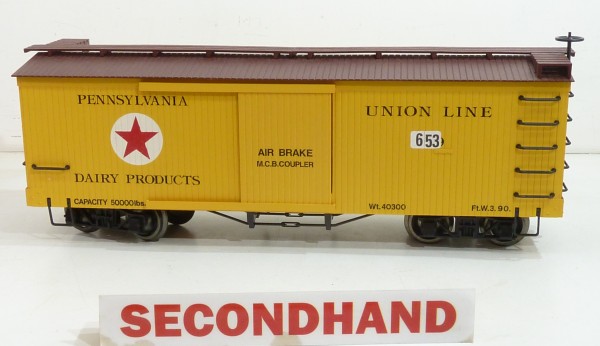 PENNSYLVANIA
DAIRY PRODUCTS
CAPACITY 50000lbs.
AIR BRAKE
M.C.B.COUPLER
UNION LINE
653
Wt.40300
Ft.W.3.90.
SECONDHAND